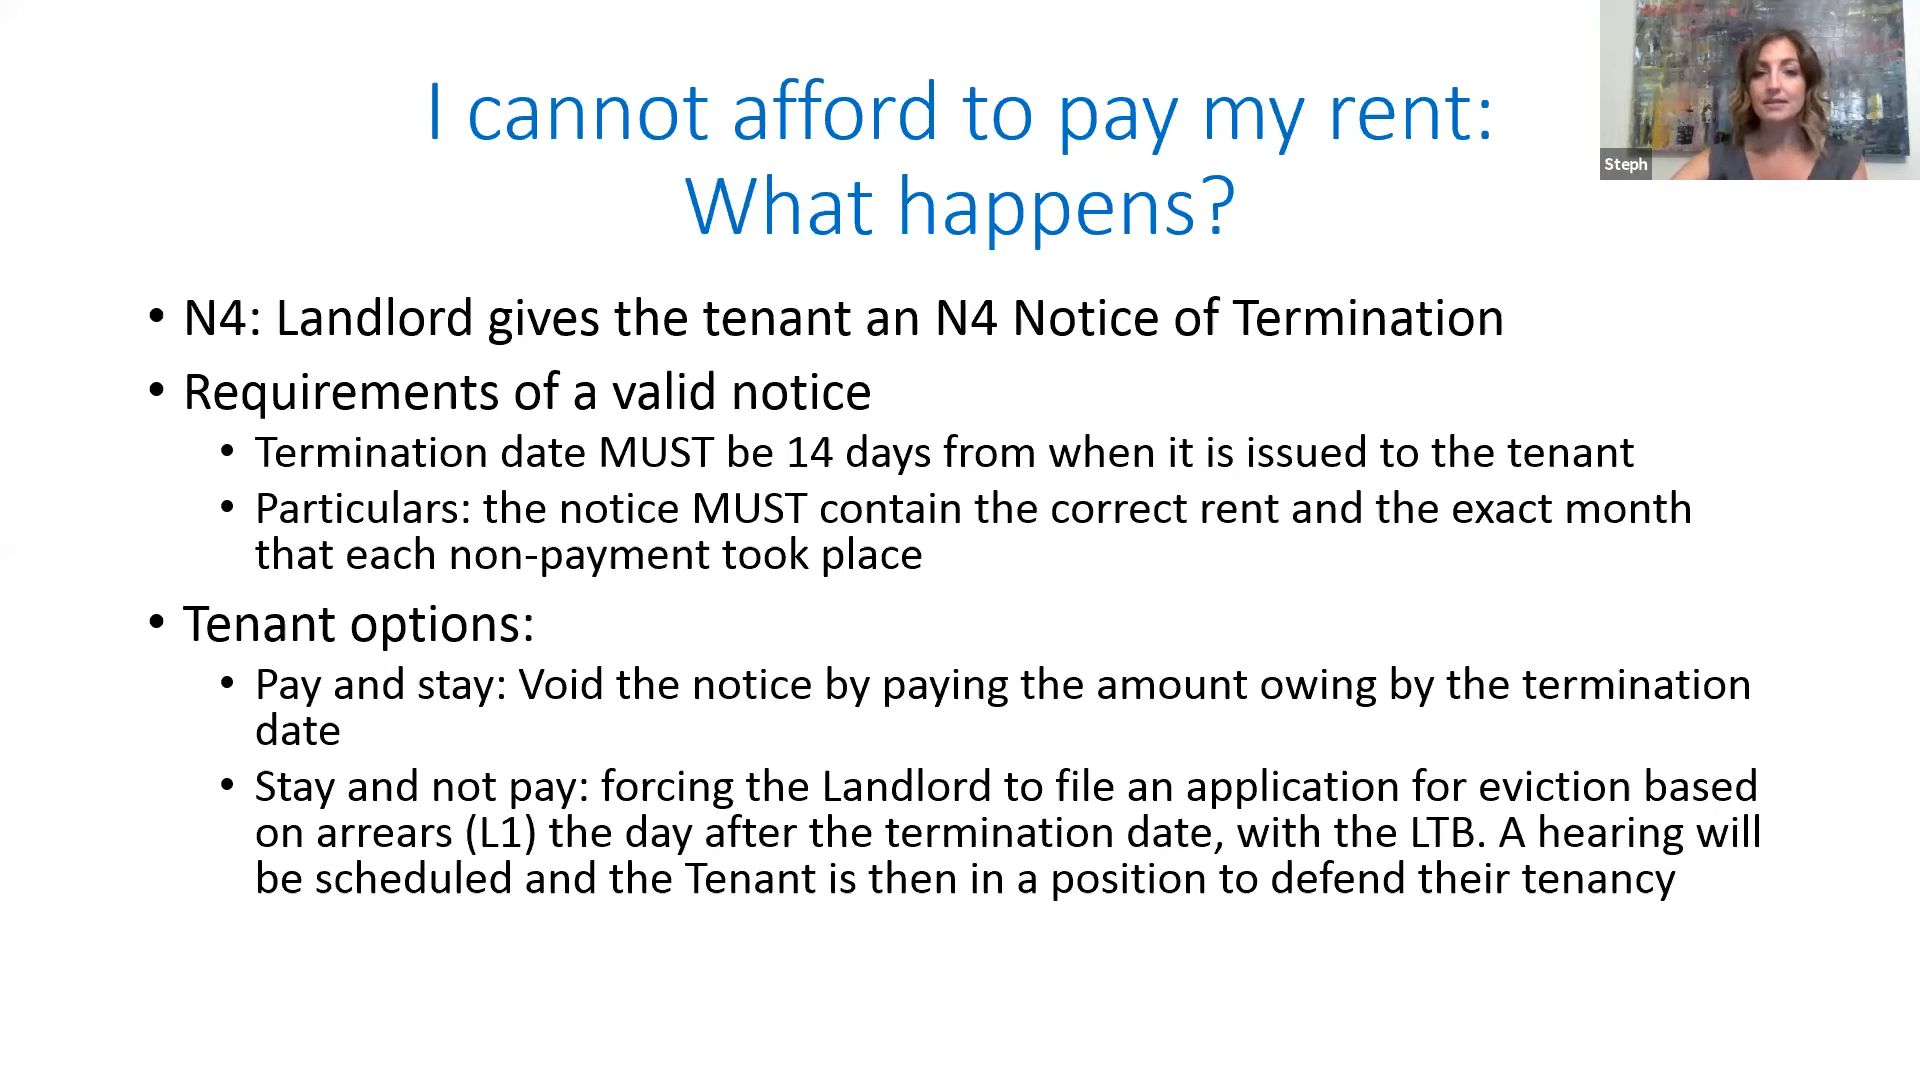 I cannot afford to pay my rent:
What happens?
Steph
• N4: Landlord gives the tenant an N4 Notice of Termination
• Requirements of a valid notice
• Termination date MUST be 14 days from when it is issued to the tenant
• Particulars: the notice MUST contain the correct rent and the exact month
that each non-payment took place
• Tenant options:
• Pay and stay: Void the notice by paying the amount owing by the termination
date
• Stay and not pay: forcing the Landlord to file an application for eviction based
on arrears (L1) the day after the termination date, with the LTB. A hearing will
be scheduled and the Tenant is then in a position to defend their tenancy